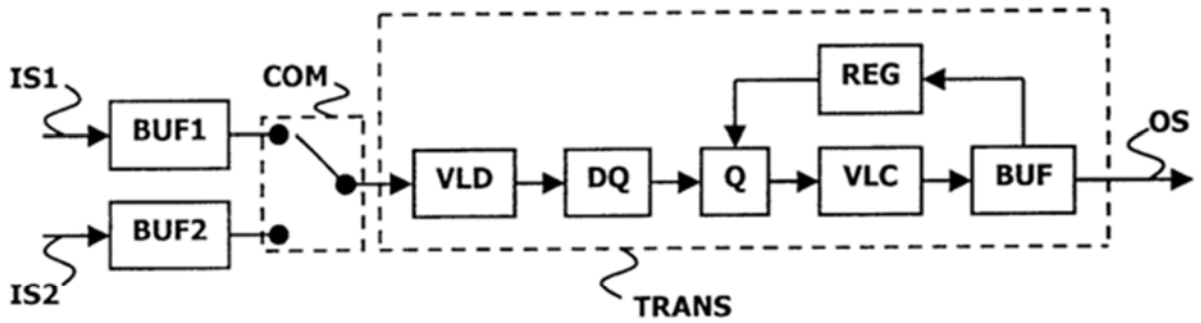 IS1
BUF1
COM
REG
OS
VLD
DQ
Q
VLC
BUF
BUF2
IS2
TRANS